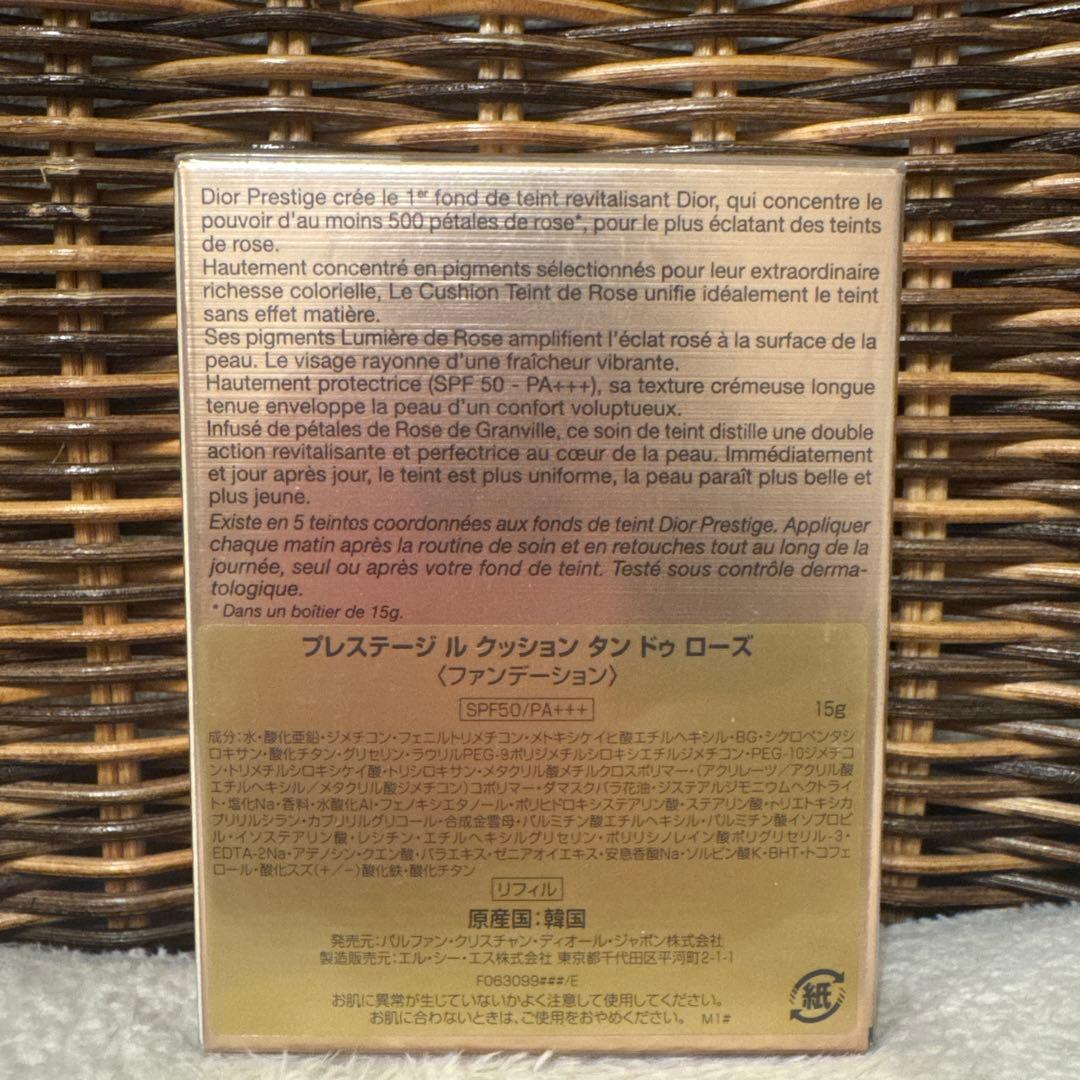 Dior Prestige crée le 1er fond de teint revitalisant Dior, qui concentre le
pouvoir d'au moins 500 pétales de rose*, pour le plus éclatant des teints
de rose.
Hautement concentré en pigments sélectionnés pour leur extraordinaire
richesse colorielle, Le Cushion Teint de Rose unifie idéalement le teint
sans effet matière.
Ses pigments Lumière de Rose amplifient l'éclat rosé à la surface de la
peau. Le visage rayonne d'une fraîcheur vibrante.
Hautement protectrice (SPF 50 - PA+++), sa texture crémeuse longue
tenue enveloppe la peau d'un confort voluptueux.
Infusé de pétales de Rose de Granville, ce soin de teint distille une double
action revitalisante et perfectrice au cœur de la peau. Immédiatement
et jour après jour, le teint est plus uniforme, la peau paraît plus belle et
plus jeune.
Existe en 5 teintes coordonnées aux fonds de teint Dior Prestige. Appliquer
chaque matin après la routine de soin et en retouches tout au long de la
journée, seul ou après votre fond de teint. Testé sous contrôle derma-
tologique.
* Dans un boîtier de 15g.
プレステージ ル クッション タン ドゥ ローズ
〈ファンデーション〉
SPF50/PA+++ 15g
成分：水・酸化亜鉛・ジメチコン・フェニルトリメチコン・メトキシケイヒ酸エチルヘキシル・BG・シクロペンタシ
ロキサン・酸化チタン・グリセリン・ラウリルPEG-9ポリジメチルシロキシエチルジメチコン・PEG-10ジメチコ
ン・トリメチルシロキシケイ酸・トリシロキサン・メタクリル酸メチルクロスポリマー・（アクリレーツ／アクリル酸
エチルヘキシル／メタクリル酸ジメチコン）コポリマー・ダマスクバラ花油・ジステアルジモニウムヘクトライ
ト・塩化Na・香料・水酸化Al・フェノキシエタノール・ポリヒドロキシステアリン酸・ステアリン酸・トリエトキシカ
プリリルシラン・カプリリルグリコール・合成金雲母・パルミチン酸エチルヘキシル・パルミチン酸イソプロピ
ル・イソステアリン酸・レシチン・エチルヘキシルグリセリン・ポリリシノレイン酸ポリグリセリル-3・
EDTA-2Na・アデノシン・クエン酸・バラエキス・ゼニアオイエキス・安息香酸Na・ソルビン酸K・BHT・トコフェ
ロール・酸化スズ（＋／－）酸化鉄・酸化チタン
リフィル
原産国：韓国
発売元：パルファン・クリスチャン・ディオール・ジャポン株式会社
製造販売元：エル・シー・エス株式会社 東京都千代田区平河町2-1-1
F063099###/E
お肌に異常が生じていないかよく注意して使用してください。
お肌に合わないときは、ご使用をおやめください。 M1#
紙